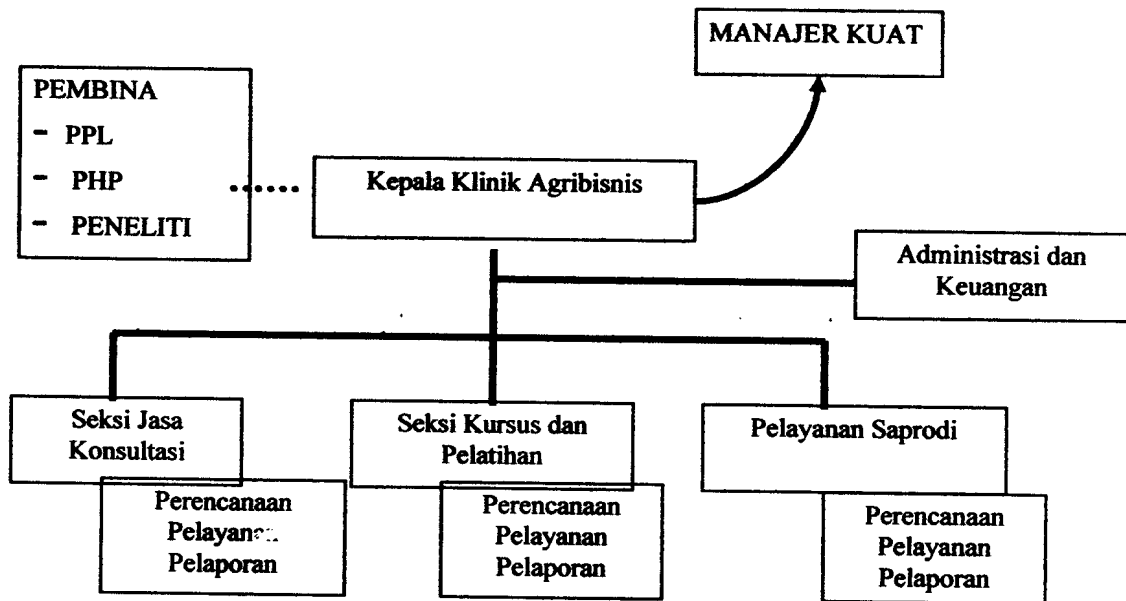 MANAJER KUAT
PEMBINA
- PPL
- PHP
- PENELITI
Kepala Klinik Agribisnis
Administrasi dan
Keuangan
Seksi Jasa
Konsultasi
Seksi Kursus dan
Pelatihan
Pelayanan Saprodi
Perencanaan
Pelayanan
Pelaporan
Perencanaan
Pelayanan
Pelaporan
Perencanaan
Pelayanan
Pelaporan